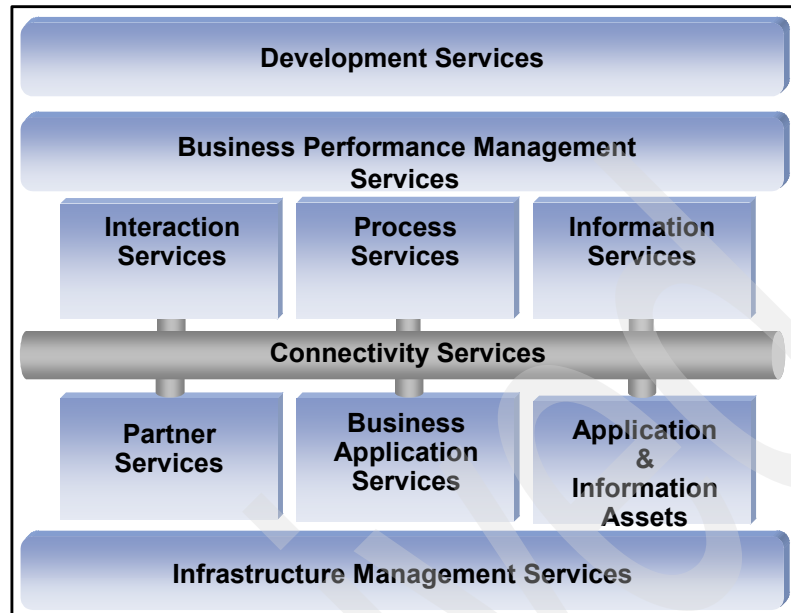 Development Services
Business Performance Management
Services
Interaction
Services
Process
Services
Information
Services
Connectivity Services
Partner
Services
Business
Application
Services
Application
&
Information
Assets
Infrastructure Management Services